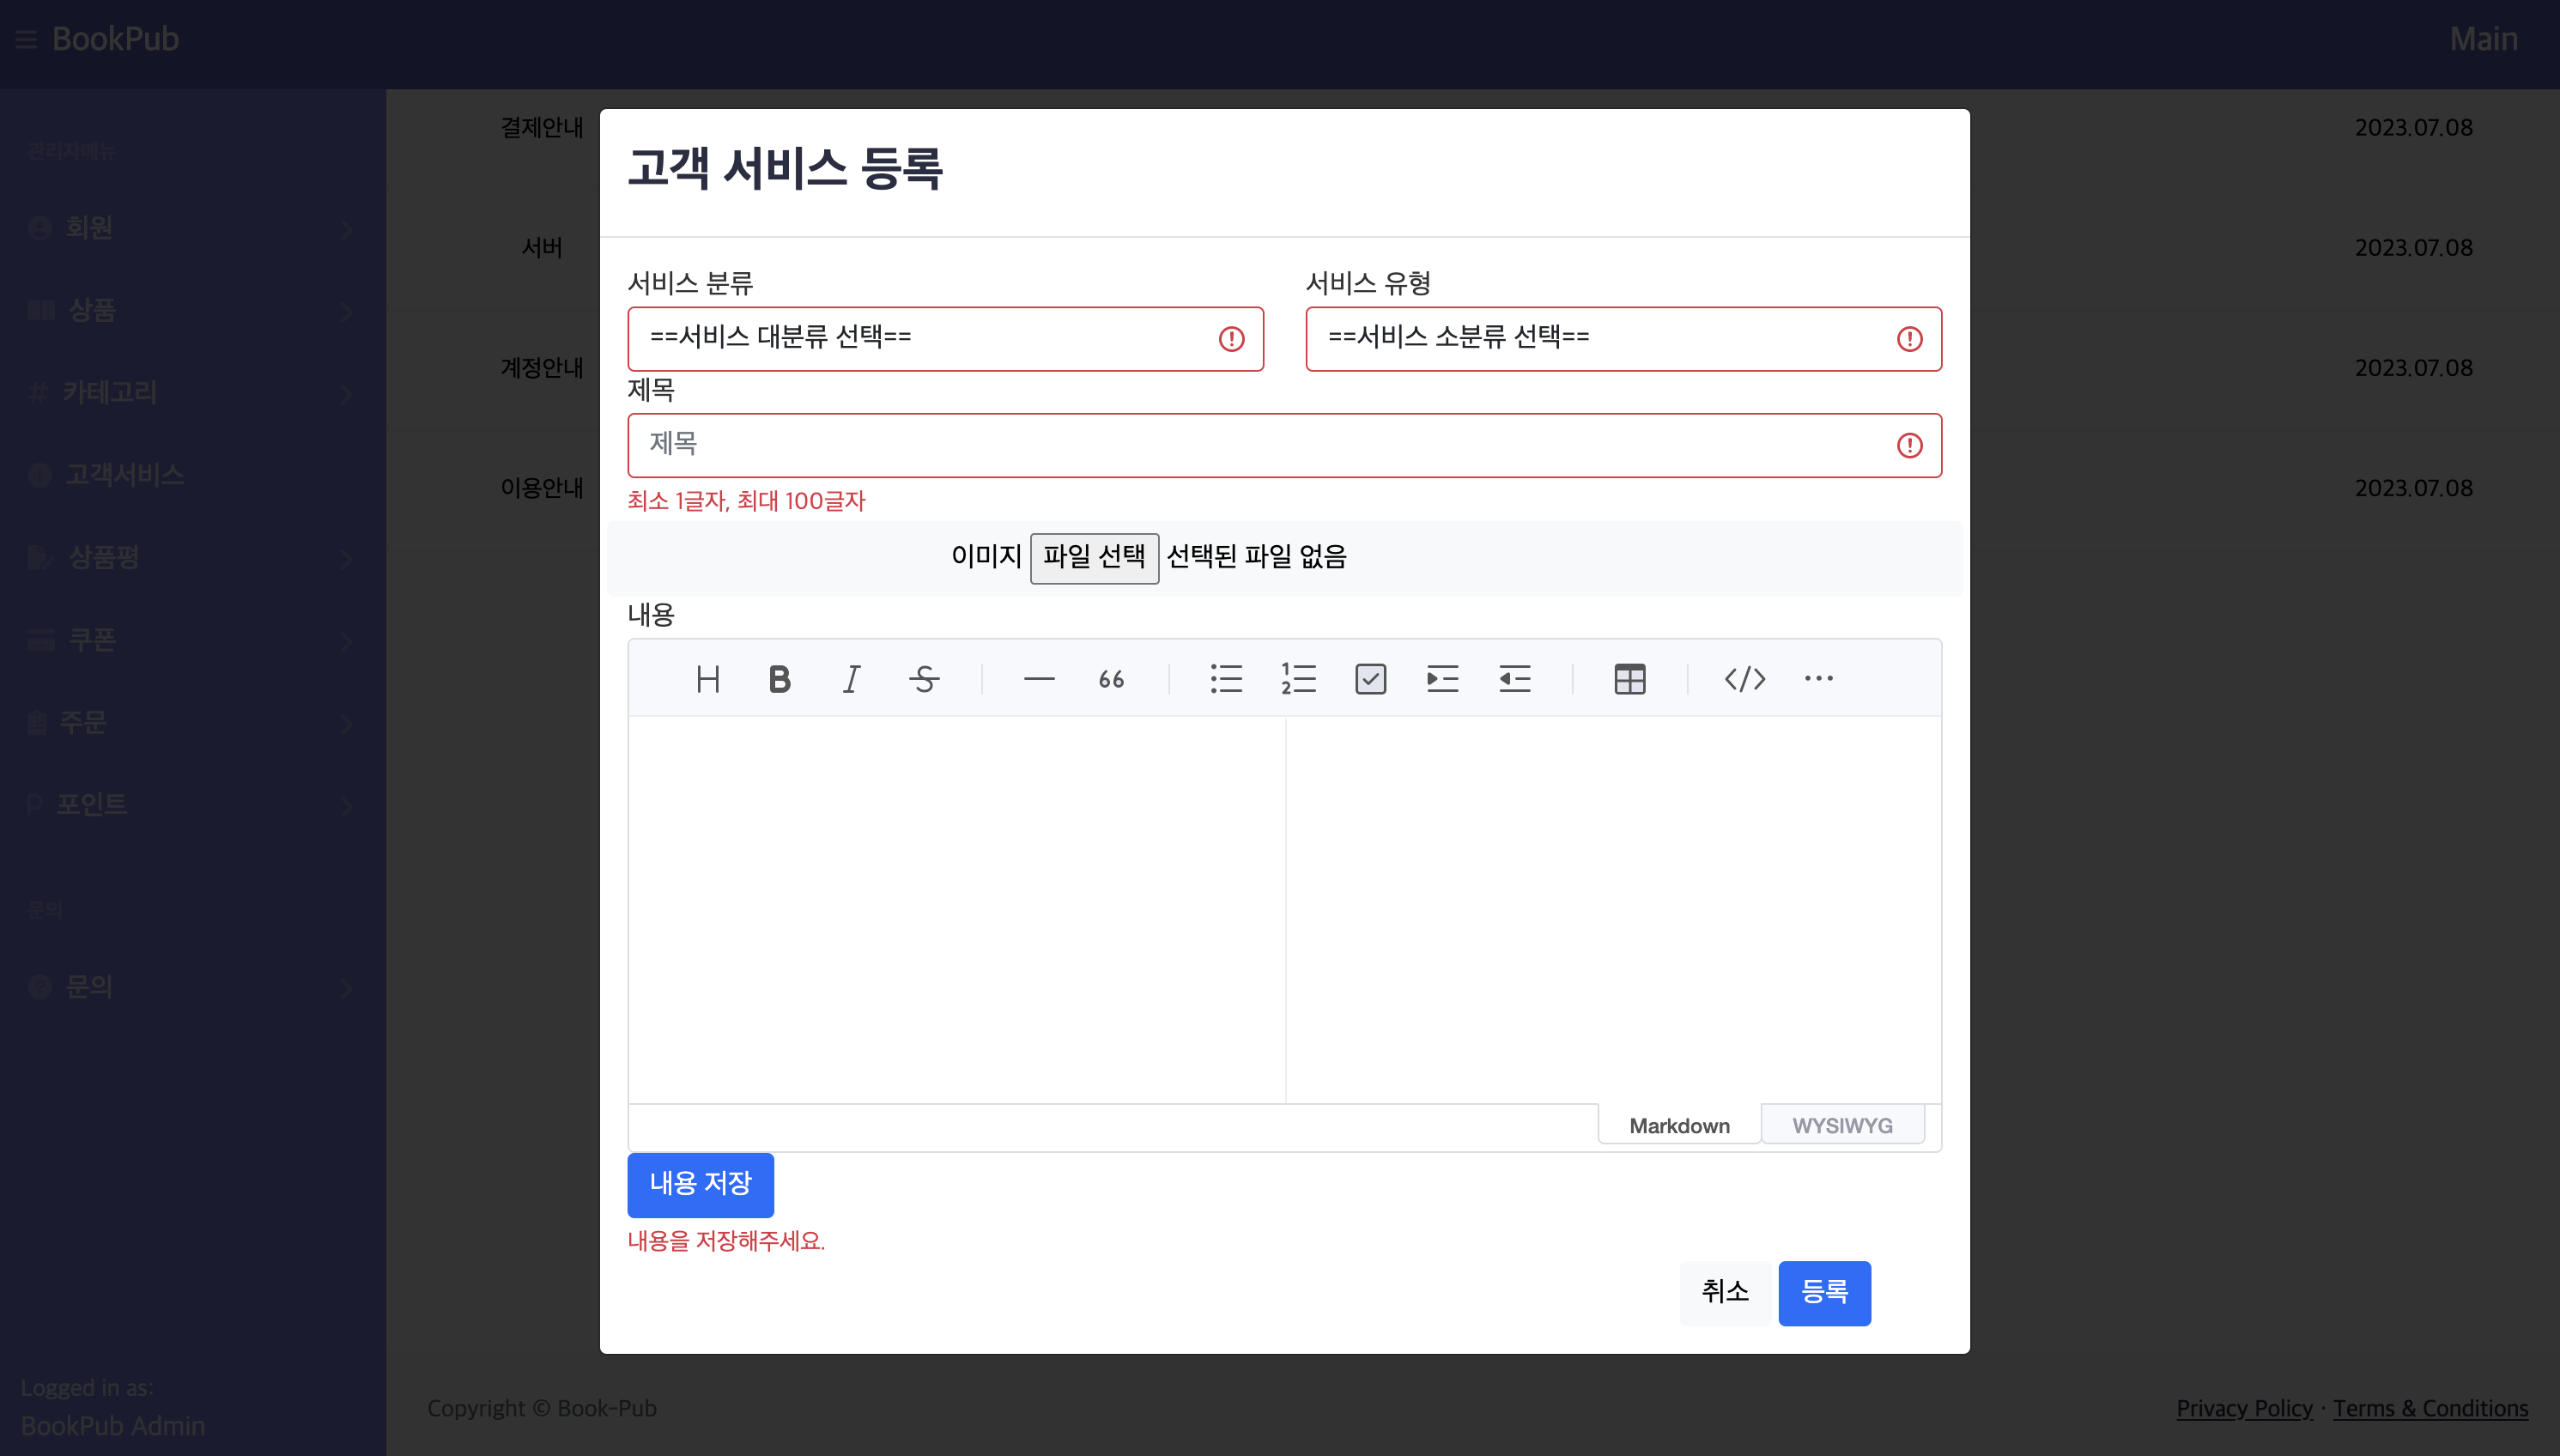 BookPub
Main
관리자메뉴
회원
상품
카테고리
고객서비스
상품평
쿠폰
주문
포인트
문의
문의
Logged in as:
BookPub Admin
결제안내 2023.07.08
서버 2023.07.08
계정안내 2023.07.08
이용안내 2023.07.08
고객 서비스 등록
서비스 분류 서비스 유형
==서비스 대분류 선택== ==서비스 소분류 선택==
제목
제목
최소 1글자, 최대 100글자
이미지 파일 선택 선택된 파일 없음
내용
Markdown WYSIWYG
내용 저장
내용을 저장해주세요.
취소 등록
Copyright © Book-Pub
Privacy Policy · Terms & Conditions